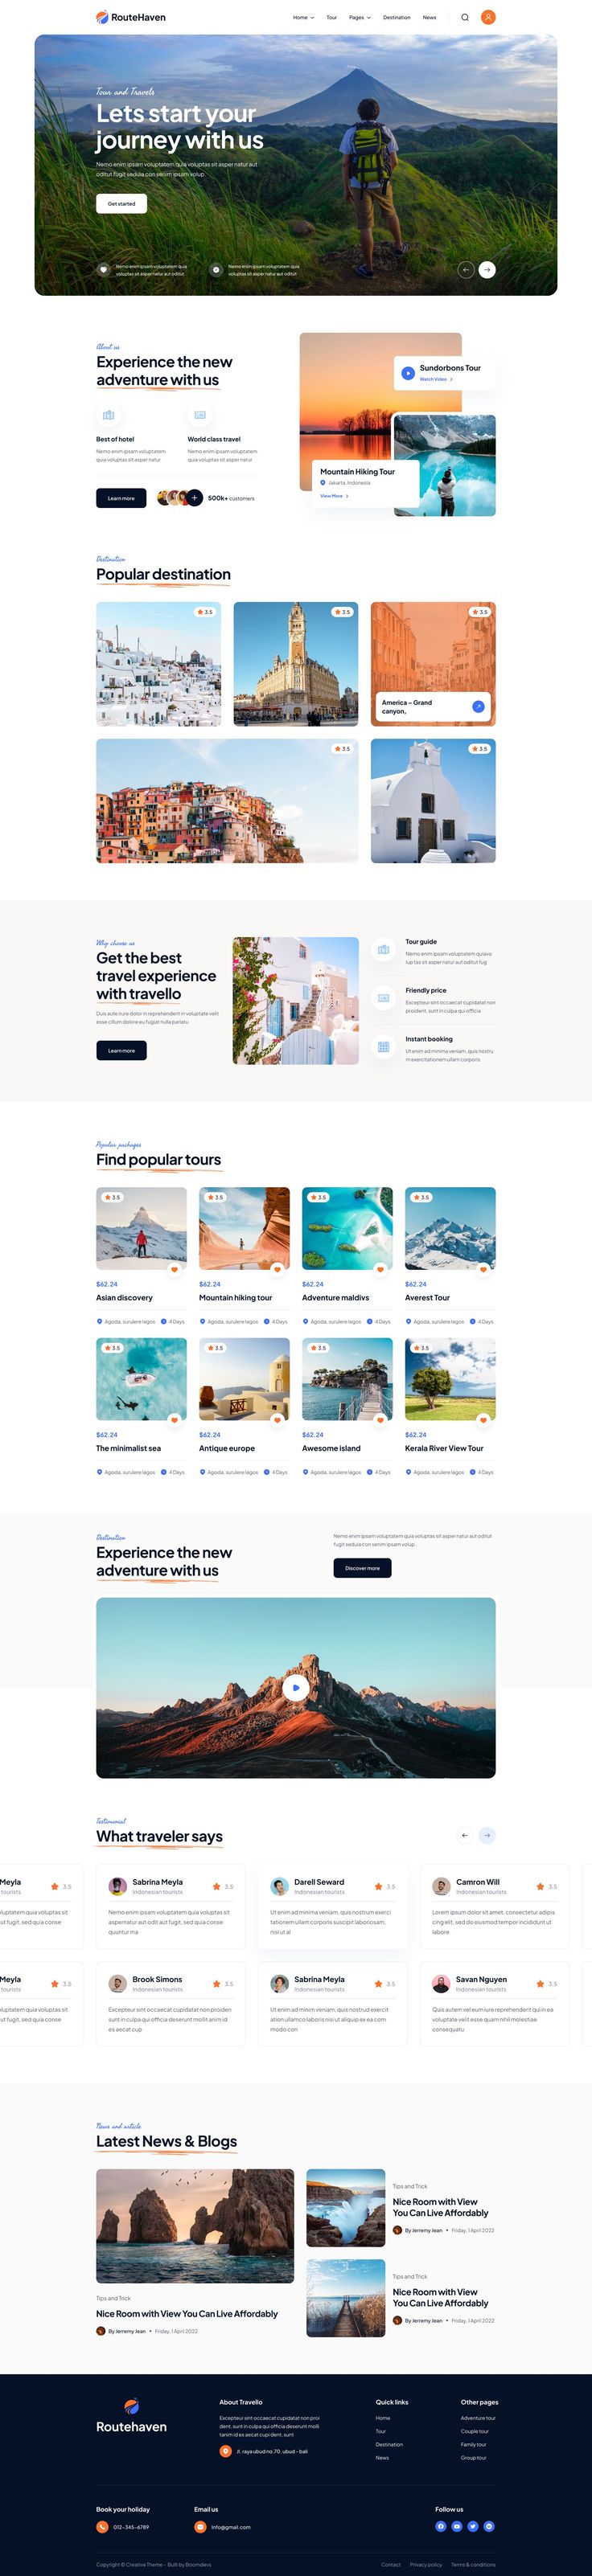 RouteHaven
Home
Tour
Pages
Destination
News
Tour and Travels
Lets start your
journey with us
Nemo enim ipsam voluptatem quia voluptas sit asper natur aut
oditut fugit sedula con senim ipsam volup
Get started
Nemo enim ipsam voluptatem quia
voluptas sit asper natur aut oditut
Nemo enim ipsam voluptatem quia
voluptas sit asper natur aut oditut
About us
Experience the new
adventure with us
Best of hotel
Nemo enim ipsam voluptatem
quia voluptas sit asper natur
World class travel
Nemo enim ipsam voluptatem
quia voluptas sit asper natur
Learn more
500k+ customers
Sundorbons Tour
Watch Video
Mountain Hiking Tour
Jakarta, Indonesia
View More
Destination
Popular destination
3.5
3.5
3.5
America – Grand
canyon,
3.5
3.5
Why choose us
Get the best
travel experience
with travello
Duis aute irure dolor in reprehenderit in voluptate velit
esse cillum dolore eu fugiat nulla pariatu
Learn more
Tour guide
Nemo enim ipsam voluptatem quiavo
lup tas sit asper natur aut oditut fug
Friendly price
Excepteur sint occaecat cupidatat non
proident, sunt in culpa qui officia
Instant booking
Ut enim ad minima veniam, quis nostru
m exercitationem ullam corporis
Popular packages
Find popular tours
3.5
$62.24
Asian discovery
Agoda, surulere lagos
4 Days
3.5
$62.24
Mountain hiking tour
Agoda, surulere lagos
4 Days
3.5
$62.24
Adventure maldivs
Agoda, surulere lagos
4 Days
3.5
$62.24
Averest Tour
Agoda, surulere lagos
4 Days
3.5
$62.24
The minimalist sea
Agoda, surulere lagos
4 Days
3.5
$62.24
Antique europe
Agoda, surulere lagos
4 Days
3.5
$62.24
Awesome island
Agoda, surulere lagos
4 Days
3.5
$62.24
Kerala River View Tour
Agoda, surulere lagos
4 Days
Destination
Experience the new
adventure with us
Nemo enim ipsam voluptatem quia voluptas sit asper natur aut oditut
fugit seduia con senim ipsam volup.
Discover more
Testimonial
What traveler says
Meyla
tourists
3.5
oluptatem quia voluptas sit
ut fugit, sed quia conse
Sabrina Meyla
Indonesian tourists
3.5
Nemo enim ipsam voluptatem quia voluptas sit
aspernatur aut odit aut fugit, sed quia conse
quuntur ma
Darell Seward
Indonesian tourists
3.5
Ut enim ad minima veniam, quis nostrum exerci
tationem ullam corporis suscipit laboriosam,
nisi ut al
Camron Will
Indonesian tourists
3.5
Lorem ipsum dolor sit amet, consectetur adipis
cing elit, sed do eiusmod tempor incididunt ut
labore
Meyla
tourists
3.5
oluptatem quia voluptas sit
ut fugit, sed quia conse
Brook Simons
Indonesian tourists
3.5
Excepteur sint occaecat cupidatat non proiden
t sunt in culpa qui officia deserunt mollit anim id
es aecat cup
Sabrina Meyla
Indonesian tourists
3.5
Ut enim ad minim veniam, quis nostrud exercit
ation ullamco laboris nisi ut aliquip ex ea com
modo con
Savan Nguyen
Indonesian tourists
3.5
Quis autem vel eum iure reprehenderit qui in ea
voluptate velit esse quam nihil molestiae
consequatu
News and article
Latest News & Blogs
Tips and Trick
Nice Room with View You Can Live Affordably
By Jerremy Jean • Friday, 1 April 2022
Tips and Trick
Nice Room with View
You Can Live Affordably
By Jerremy Jean • Friday, 1 April 2022
Tips and Trick
Nice Room with View
You Can Live Affordably
By Jerremy Jean • Friday, 1 April 2022
Routehaven
About Travello
Excepteur sint occaecat cupidatat non proi
dent, sunt in culpa qui officia deserunt molli
tanim id es aecat cupi dent, sunt
Jl. raya ubud no.70, ubud - bali
Quick links
Home
Tour
Destination
News
Other pages
Adventure tour
Couple tour
Family tour
Group tour
Book your holiday
012-345-6789
Email us
Info@gmail.com
Follow us
Copyright © Creative Theme - Built by Boomdevs
Contact
Privacy policy
Terms & conditions